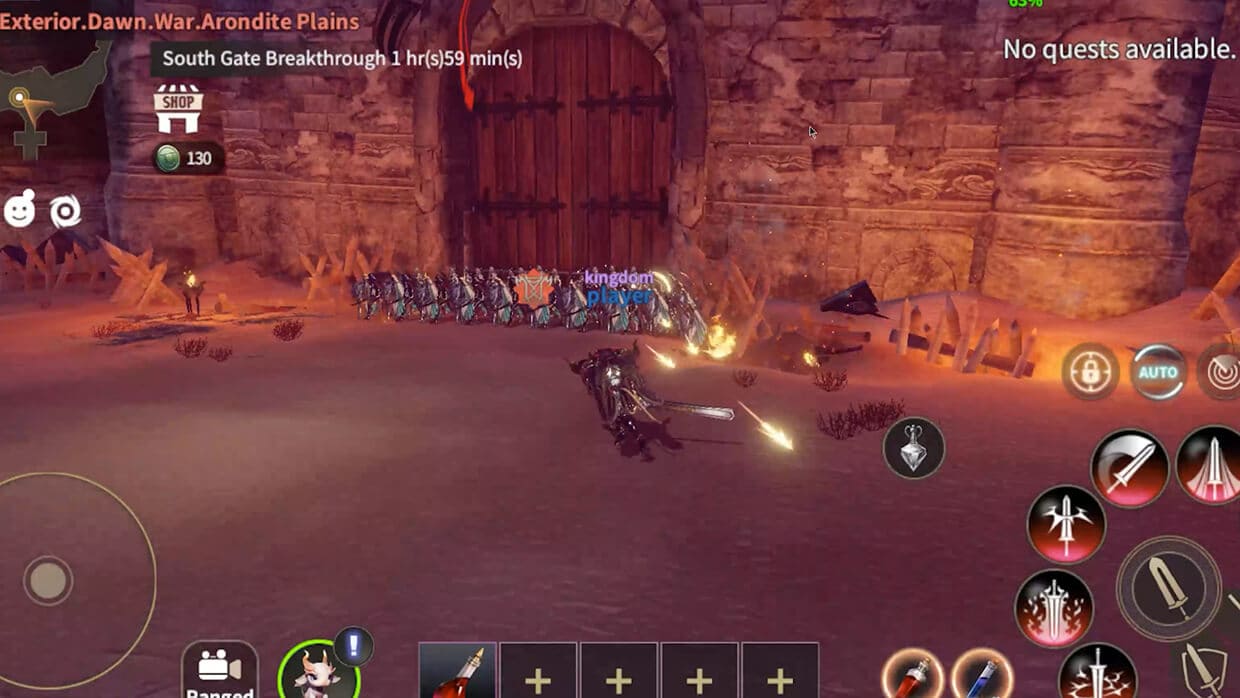 Exterior.Dawn.War.Arondite Plains
63%
South Gate Breakthrough 1 hr(s)59 min(s)
No quests available.
SHOP
130
kingdom
player
AUTO
Ranged